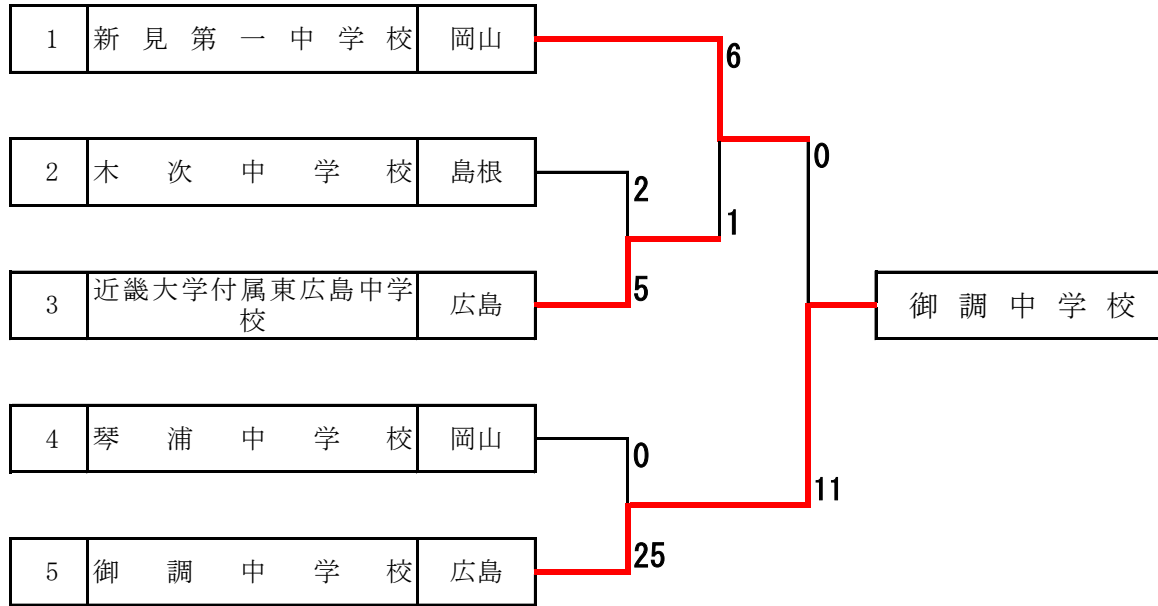 1 新見第一中学校 岡山
6
2 木次中学校 島根
0
2
1
5
3 近畿大学付属東広島中学
校 広島
御調中学校
4 琴浦中学校 岡山
0
11
25
5 御調中学校 広島